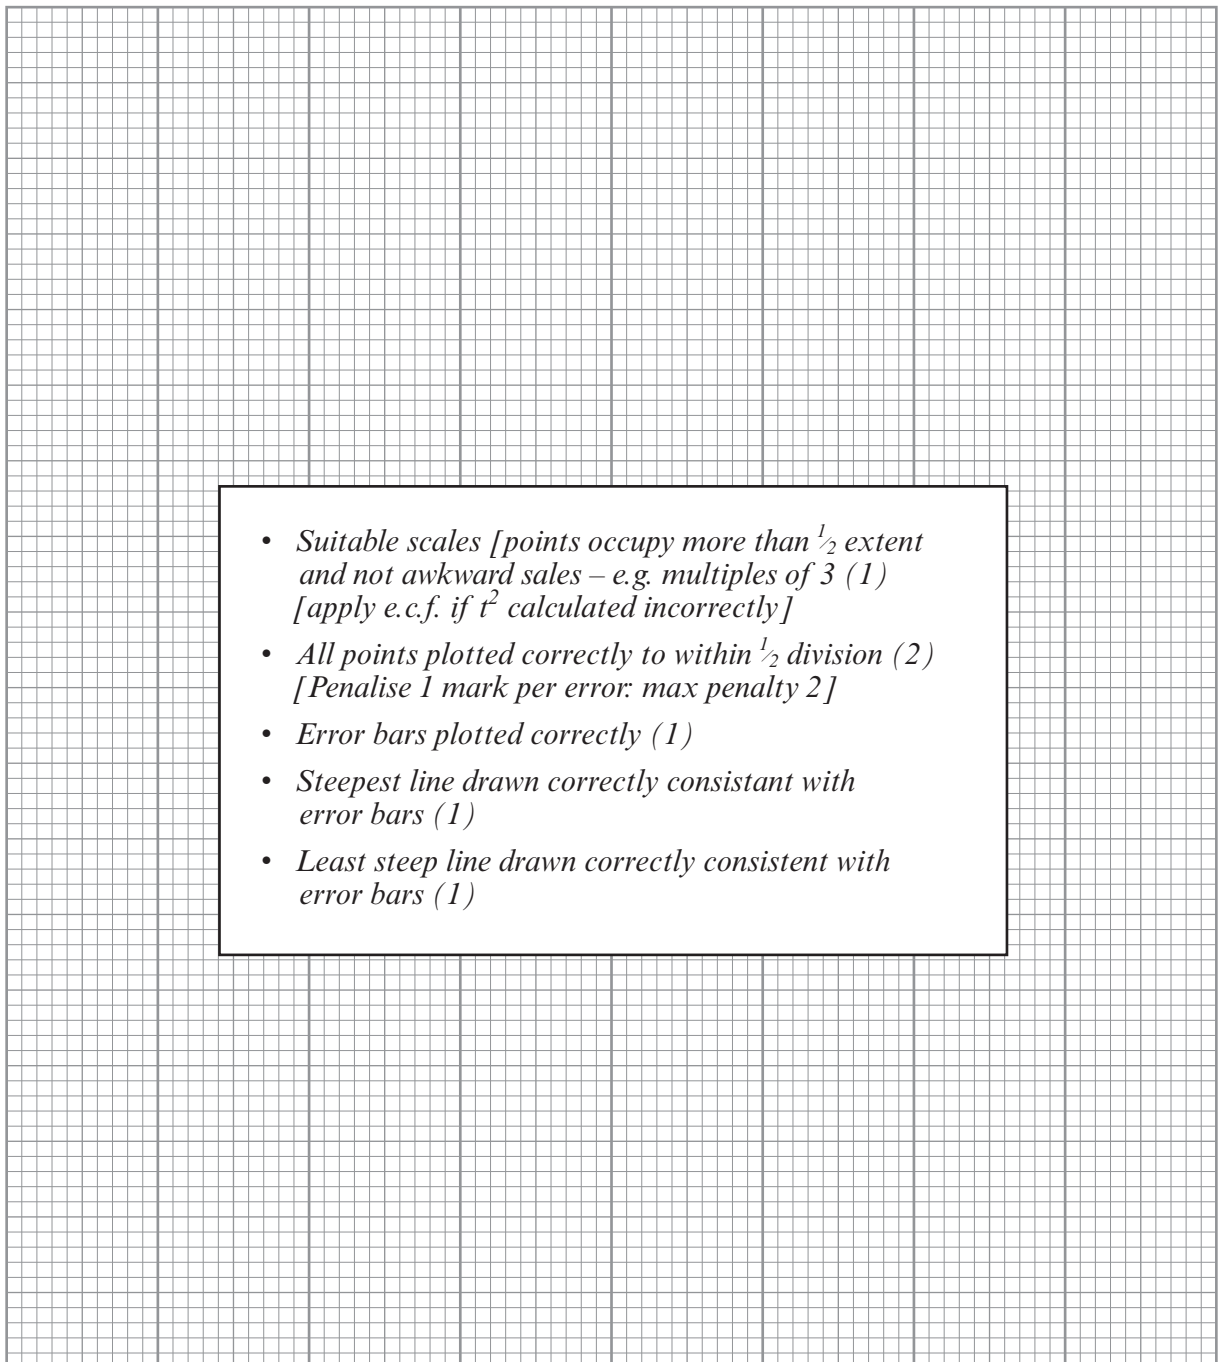 • Suitable scales [points occupy more than ½ extent
and not awkward sales – e.g. multiples of 3 (1)
[apply e.c.f. if t² calculated incorrectly]
• All points plotted correctly to within ½ division (2)
[Penalise 1 mark per error: max penalty 2]
• Error bars plotted correctly (1)
• Steepest line drawn correctly consistant with
error bars (1)
• Least steep line drawn correctly consistent with
error bars (1)